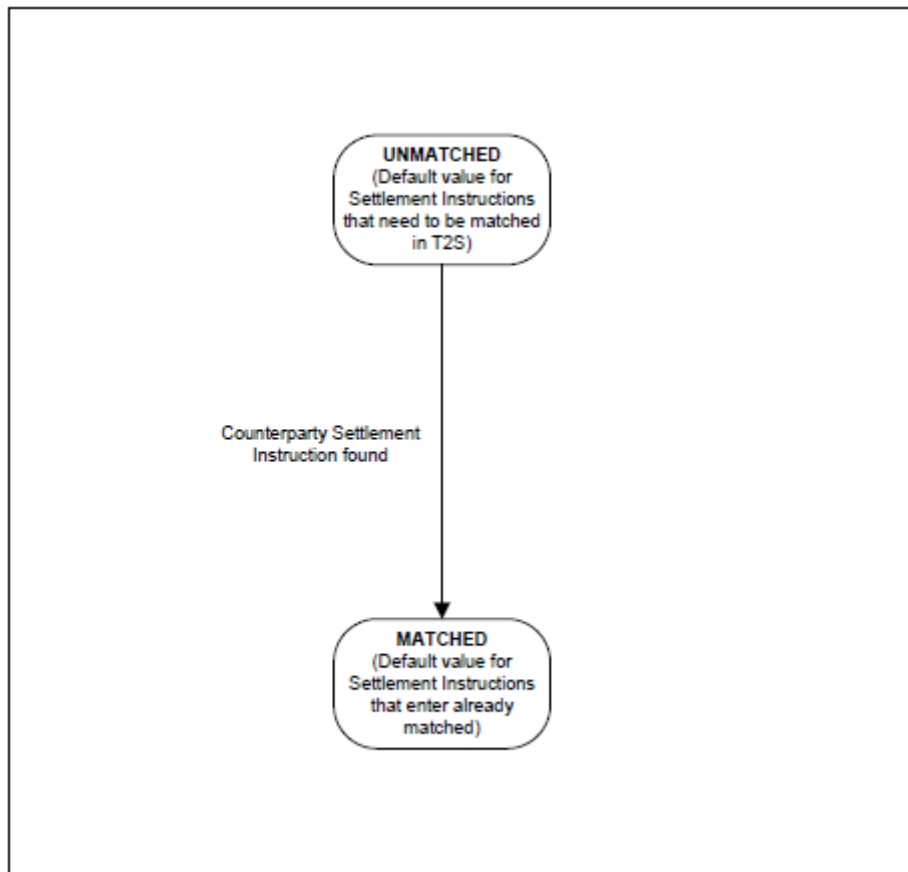 UNMATCHED
(Default value for
Settlement Instructions
that need to be matched
in T2S)
Counterparty Settlement
Instruction found
MATCHED
(Default value for
Settlement Instructions
that enter already
matched)